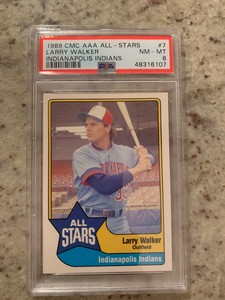 1989 CMC AAA ALL-STARS #7
LARRY WALKER NM-MT
INDIANAPOLIS INDIANS 8
PSA 48316107
ALL
STARS
Larry Walker
Outfield
Indianapolis Indians